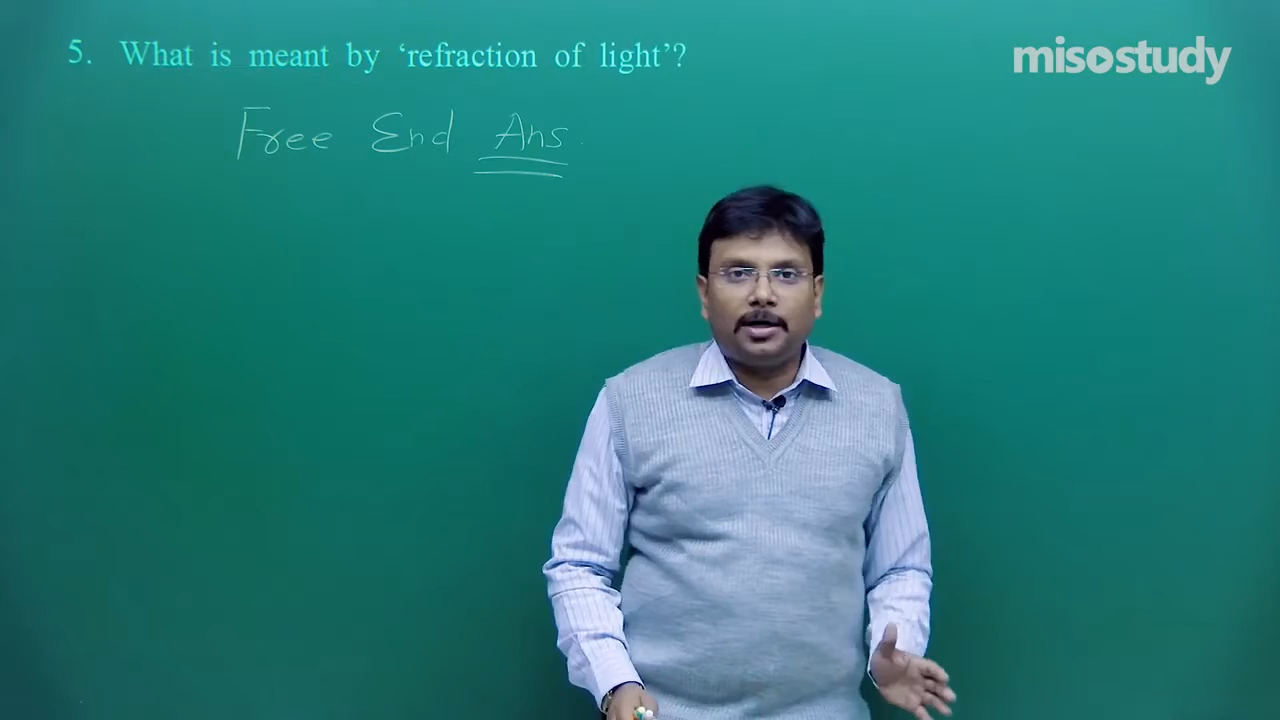 5. What is meant by ‘refraction of light’?
misostudy
Free End Ans.